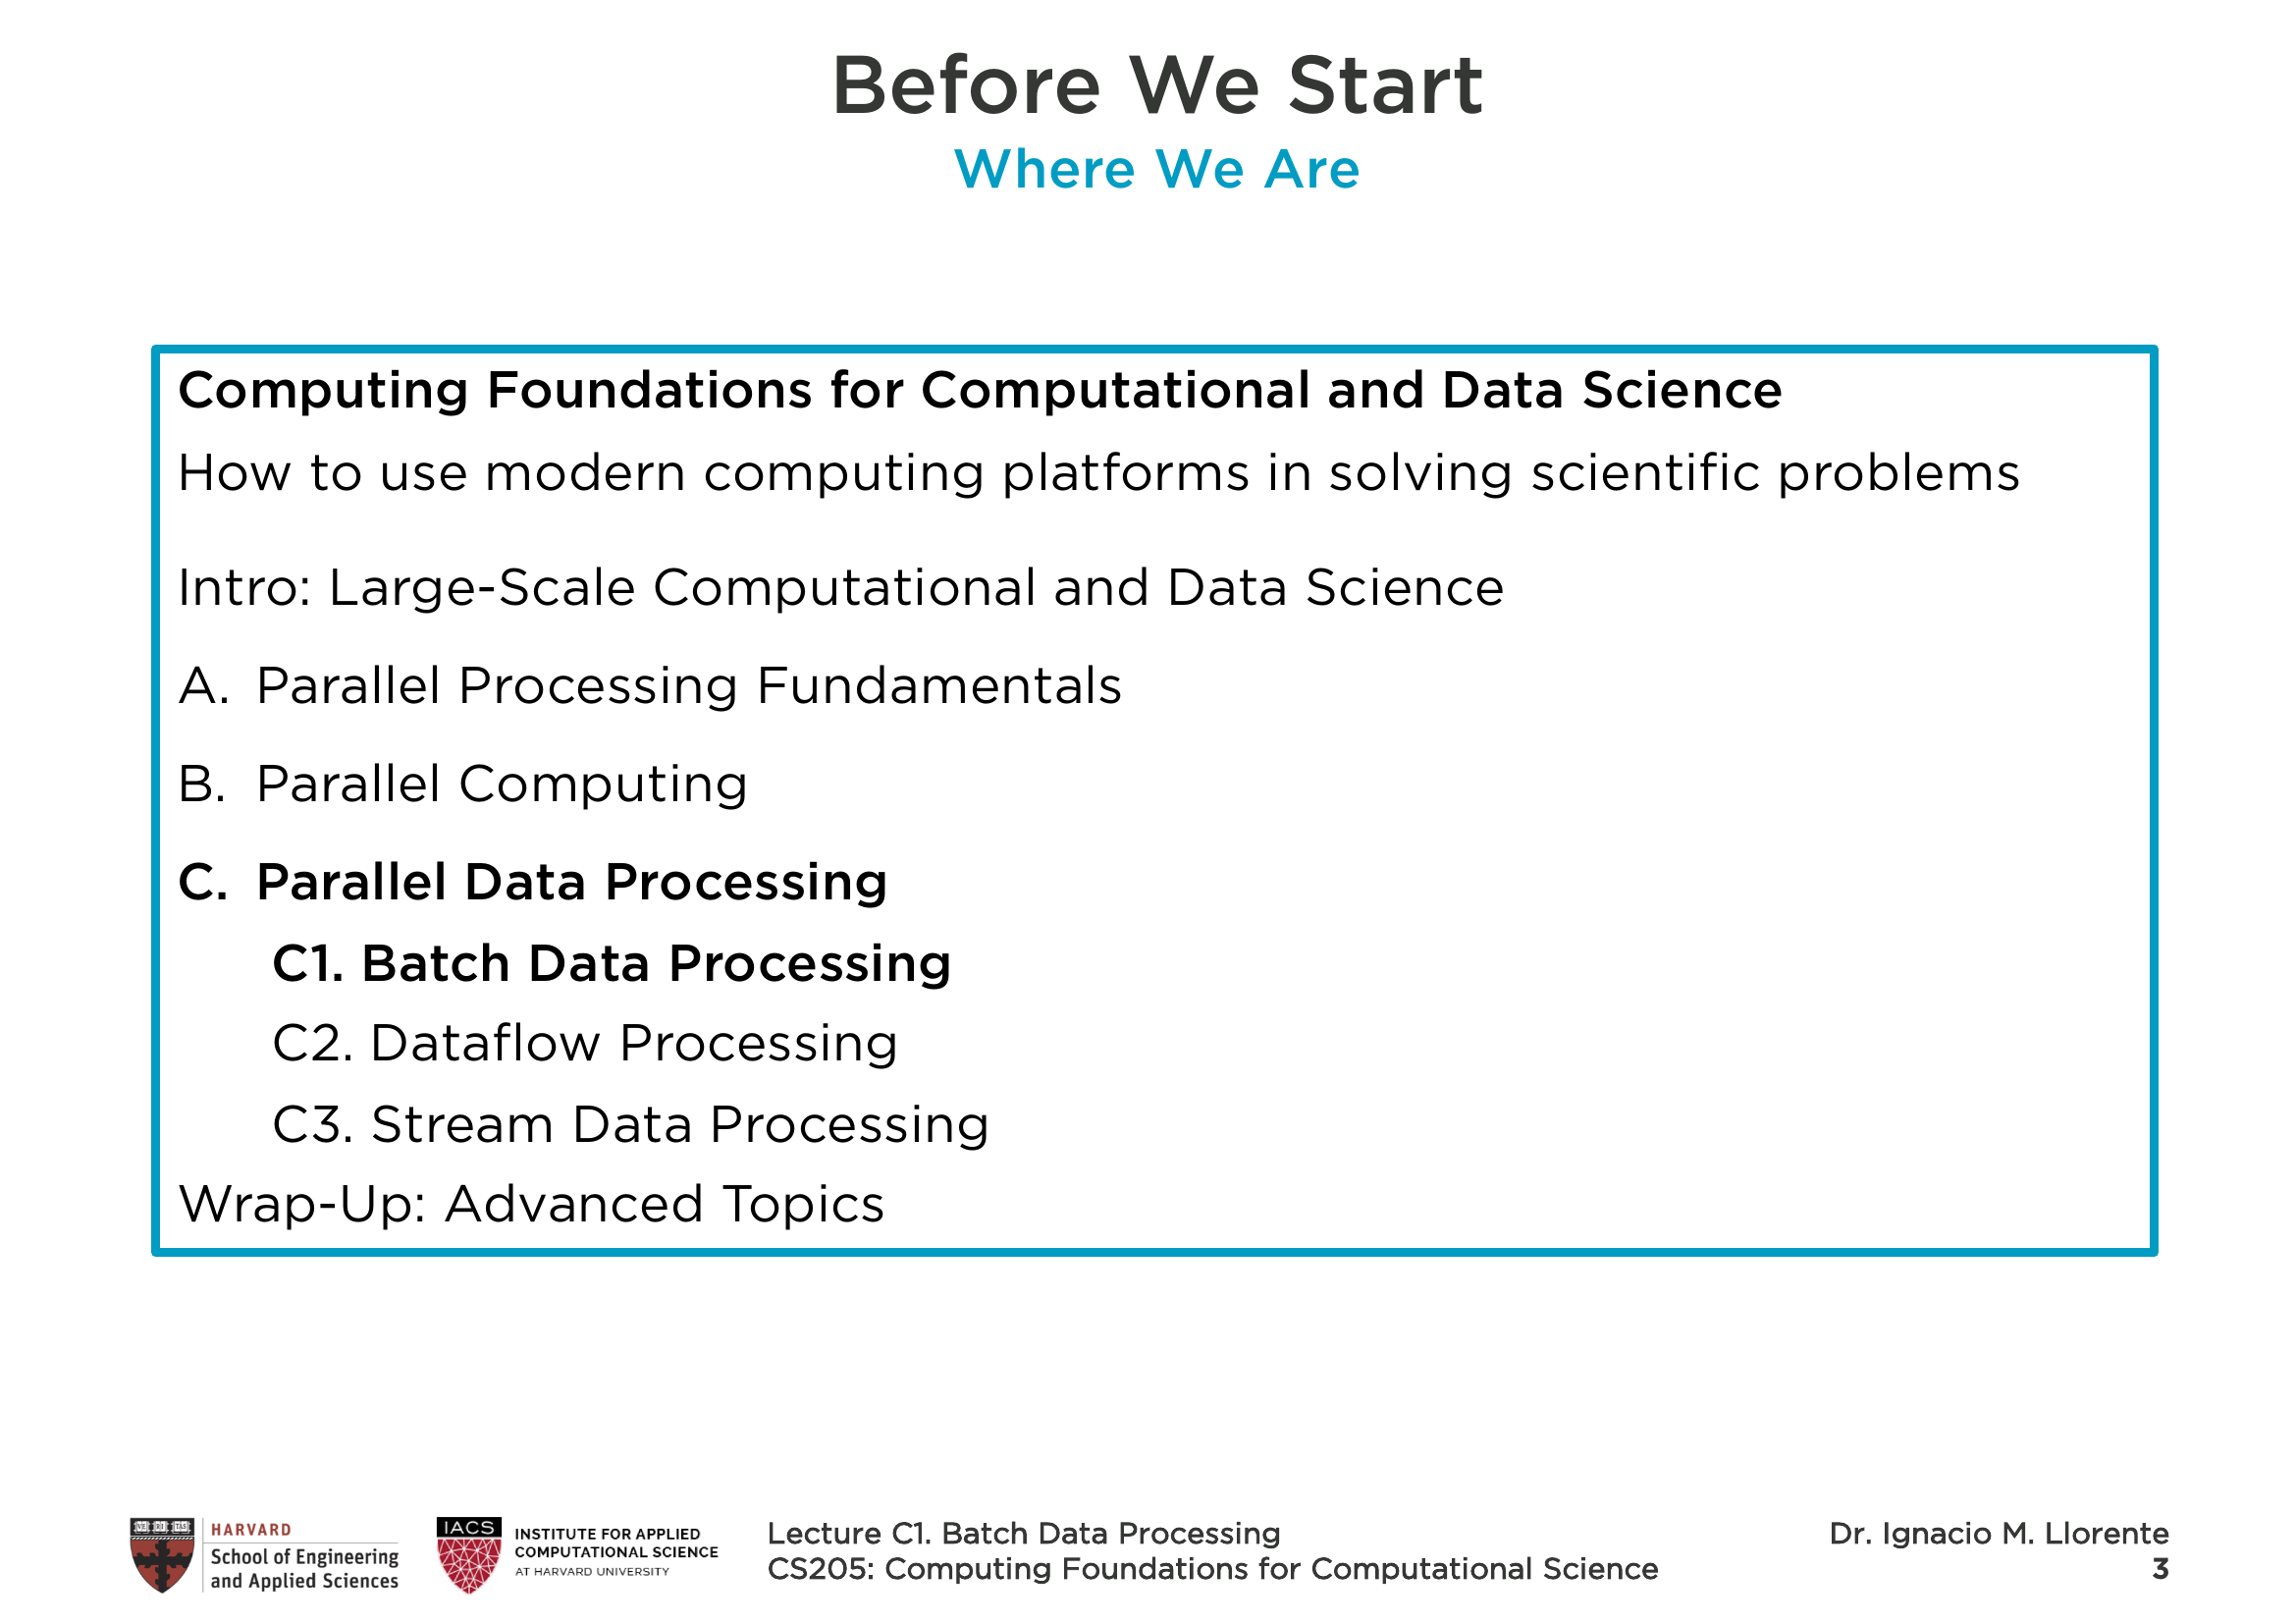 Before We Start
Where We Are
Computing Foundations for Computational and Data Science
How to use modern computing platforms in solving scientific problems
Intro: Large-Scale Computational and Data Science
A. Parallel Processing Fundamentals
B. Parallel Computing
C. Parallel Data Processing
C1. Batch Data Processing
C2. Dataflow Processing
C3. Stream Data Processing
Wrap-Up: Advanced Topics
VE RI TAS
HARVARD
School of Engineering
and Applied Sciences
IACS
INSTITUTE FOR APPLIED
COMPUTATIONAL SCIENCE
AT HARVARD UNIVERSITY
Lecture C1. Batch Data Processing
CS205: Computing Foundations for Computational Science
Dr. Ignacio M. Llorente
3